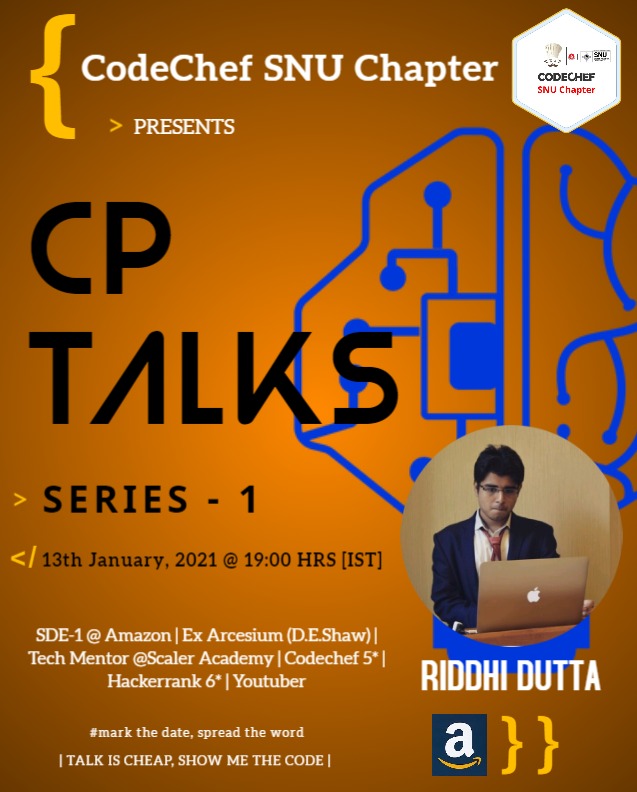 { CodeChef SNU Chapter
CODECHEF
SNU Chapter
SNU
> PRESENTS
CP
TALKS
> SERIES - 1
</ 13th January, 2021 @ 19:00 HRS [IST]
SDE-1 @ Amazon | Ex Arcesium (D.E.Shaw) |
Tech Mentor @Scaler Academy | Codechef 5* |
Hackerrank 6* | Youtuber
RIDDHI DUTTA
#mark the date, spread the word
| TALK IS CHEAP, SHOW ME THE CODE |
a } }